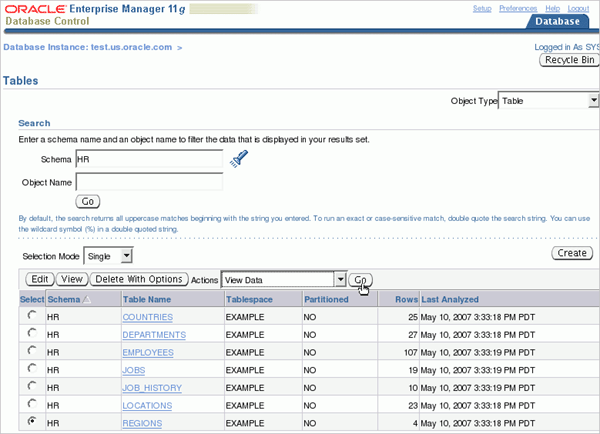 ORACLE Enterprise Manager 11g
Database Control
Setup Preferences Help Logout
Database
Database Instance: test.us.oracle.com >
Logged in As SYS
Recycle Bin
Tables
Object Type Table
Search
Enter a schema name and an object name to filter the data that is displayed in your results set.
Schema HR
Object Name
Go
By default, the search returns all uppercase matches beginning with the string you entered. To run an exact or case-sensitive match, double quote the search string. You can
use the wildcard symbol (%) in a double quoted string.
Selection Mode Single
Create
Edit View Delete With Options Actions View Data Go
Select Schema Table Name Tablespace Partitioned Rows Last Analyzed
HR COUNTRIES EXAMPLE NO 25 May 10, 2007 3:33:18 PM PDT
HR DEPARTMENTS EXAMPLE NO 27 May 10, 2007 3:33:18 PM PDT
HR EMPLOYEES EXAMPLE NO 107 May 10, 2007 3:33:19 PM PDT
HR JOBS EXAMPLE NO 19 May 10, 2007 3:33:19 PM PDT
HR JOB_HISTORY EXAMPLE NO 10 May 10, 2007 3:33:19 PM PDT
HR LOCATIONS EXAMPLE NO 23 May 10, 2007 3:33:18 PM PDT
HR REGIONS EXAMPLE NO 4 May 10, 2007 3:33:18 PM PDT